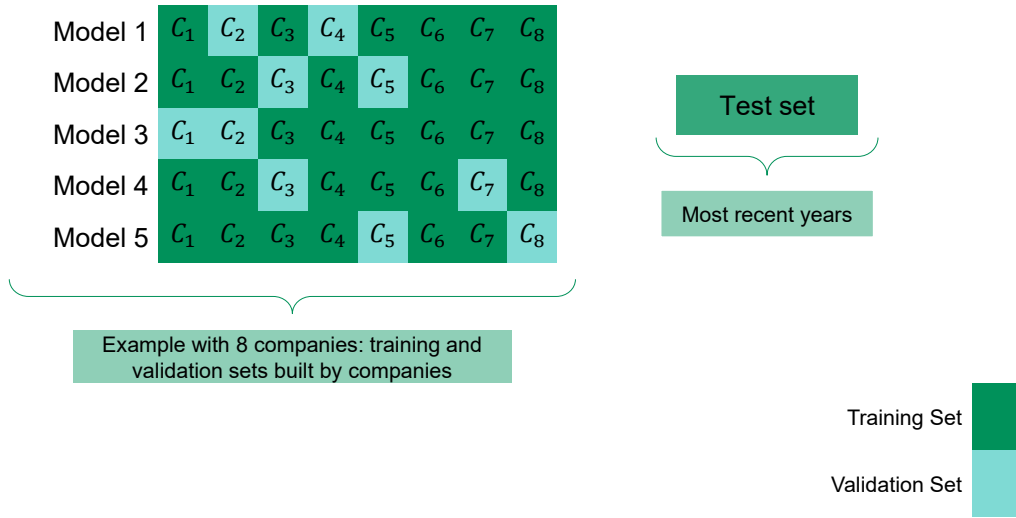 Model 1 C₁ C₂ C₃ C₄ C₅ C₆ C₇ C₈
Model 2 C₁ C₂ C₃ C₄ C₅ C₆ C₇ C₈
Model 3 C₁ C₂ C₃ C₄ C₅ C₆ C₇ C₈
Model 4 C₁ C₂ C₃ C₄ C₅ C₆ C₇ C₈
Model 5 C₁ C₂ C₃ C₄ C₅ C₆ C₇ C₈
Example with 8 companies: training and
validation sets built by companies
Test set
Most recent years
Training Set
Validation Set